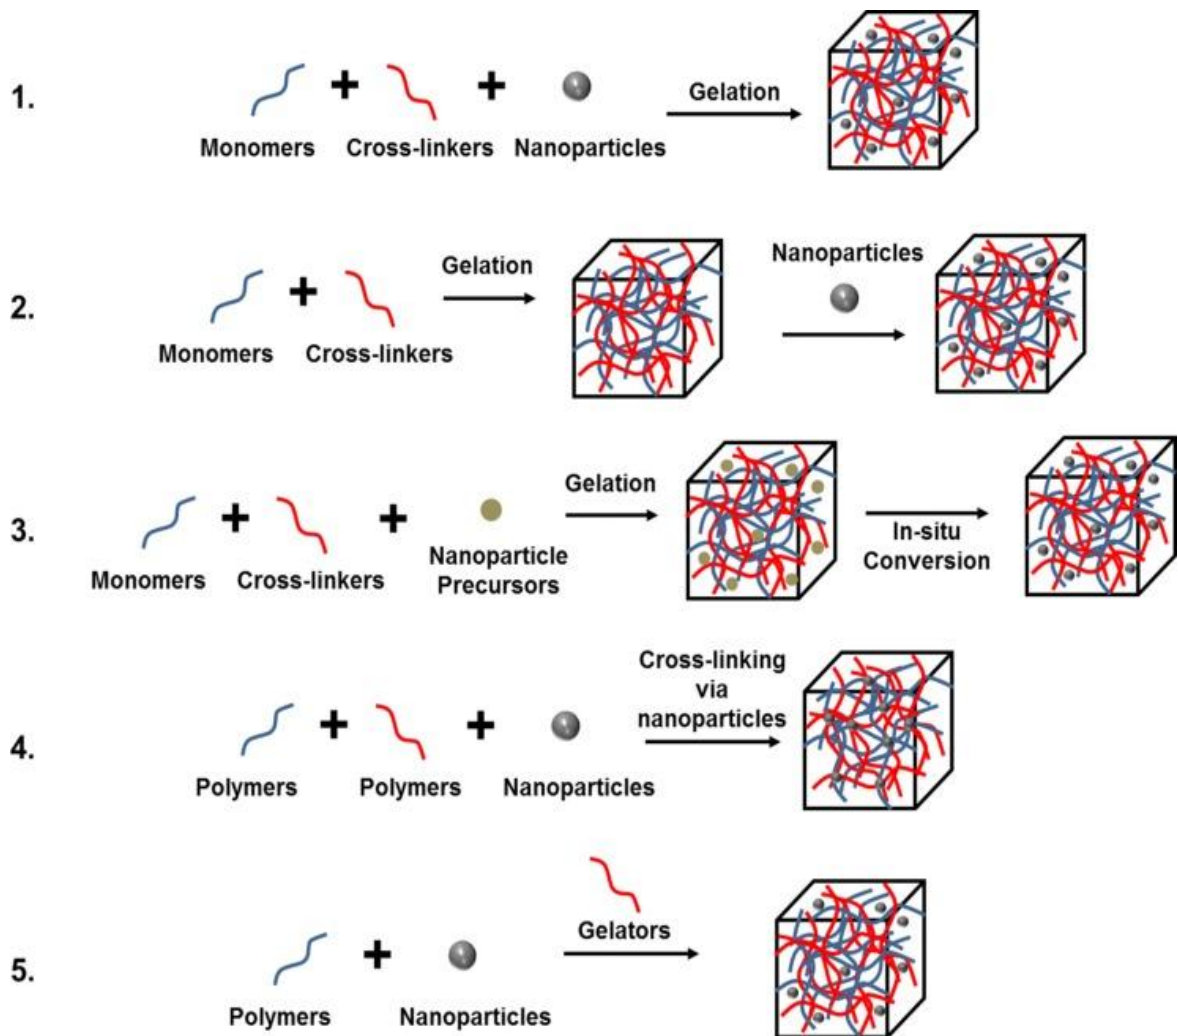 1.
Monomers
Cross-linkers
Nanoparticles
Gelation
2.
Monomers
Cross-linkers
Gelation
Nanoparticles
3.
Monomers
Cross-linkers
Nanoparticle
Precursors
Gelation
In-situ
Conversion
4.
Polymers
Polymers
Nanoparticles
Cross-linking
via
nanoparticles
5.
Polymers
Nanoparticles
Gelators